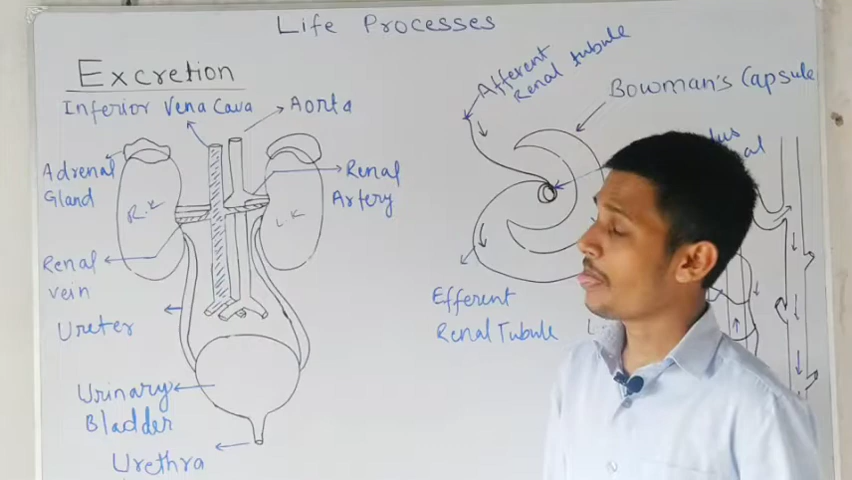 Life Processes
Excretion
Inferior Vena Cava
Aorta
Adrenal
Gland
R.K
L K
Renal
Artery
Renal
vein
Ureter
Urinary
Bladder
Urethra
Afferent
Renal tubule
Bowman's Capsule
Efferent
Renal Tubule